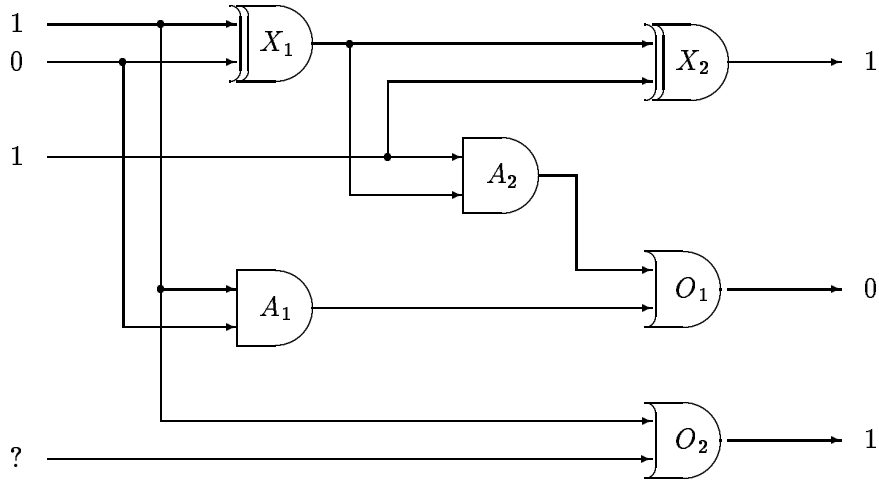 1 X₁ X₂ 1
0
1 A₂
A₁ O₁ 0
O₂ 1
?